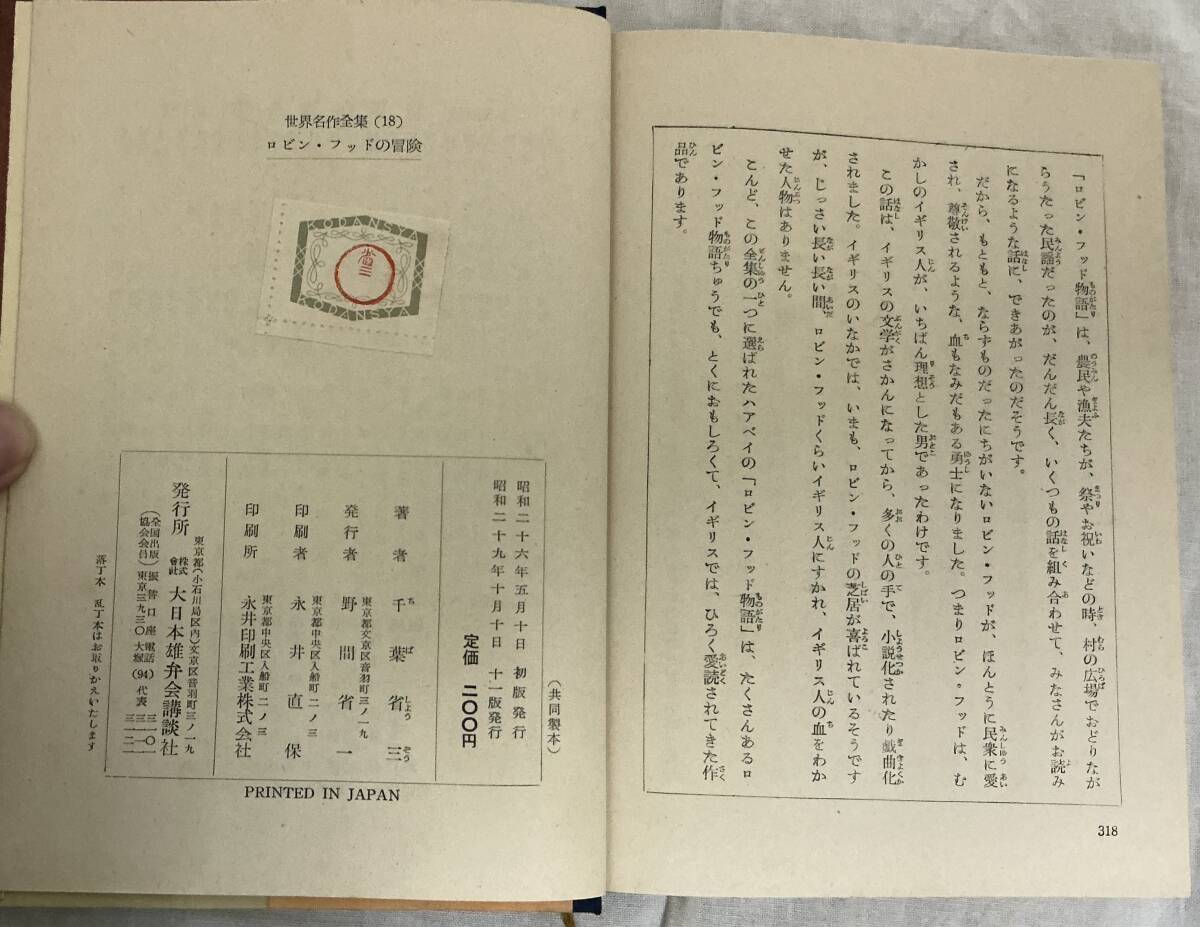 「ロビン・フッド物語」は、農民や漁夫たちが、祭やお祝いなどの時、村の広場でおどりなが
らうたった民謡だったのが、だんだん長く、いくつもの話を組み合わせて、みなさんがお読み
になるような話に、できあがったのだそうです。
だから、もともと、ならずものだったにちがいないロビン・フッドが、ほんとうに民衆に愛
され、尊敬されるような、血もなみだもある勇士になりました。つまりロビン・フッドは、む
かしのイギリス人が、いちばん理想とした男であったわけです。
この話は、イギリスの文学がさかんになってから、多くの人の手で、小説化されたり戯曲化
されました。イギリスのいなかでは、いまも、ロビン・フッドの芝居が喜ばれているそうです
が、じっさい長い長い間、ロビン・フッドくらいイギリス人にすかれ、イギリス人の血をわか
せた人物はありません。
こんど、この全集の一つに選ばれたハアベイの「ロビン・フッド物語」は、たくさんあるロ
ビン・フッド物語ちゅうでも、とくにおもしろくて、イギリスでは、ひろく愛読されてきた作
品であります。
318
世界名作全集(18)
ロビン・フッドの冒険
KODANSYA
省三
KODANSYA
(共同製本)
昭和二十六年五月十日 初版発行
昭和二十九年十月十日 十一版発行
定価 二〇〇円
著者 千葉省三
東京都文京区音羽町三ノ一九
発行者 野間省一
東京都中央区入船町二ノ三
印刷者 永井直保
東京都中央区入船町二ノ三
印刷所 永井印刷工業株式会社
東京都(小石川局区内)文京区音羽町三ノ一九
発行所 株式會社 大日本雄弁会講談社
(全国出版協会会員) 振替口座東京三九三〇 電話大塚(94)代表 三一〇一 三一一一 三一二一
落丁本 乱丁本はお取りかえいたします
PRINTED IN JAPAN